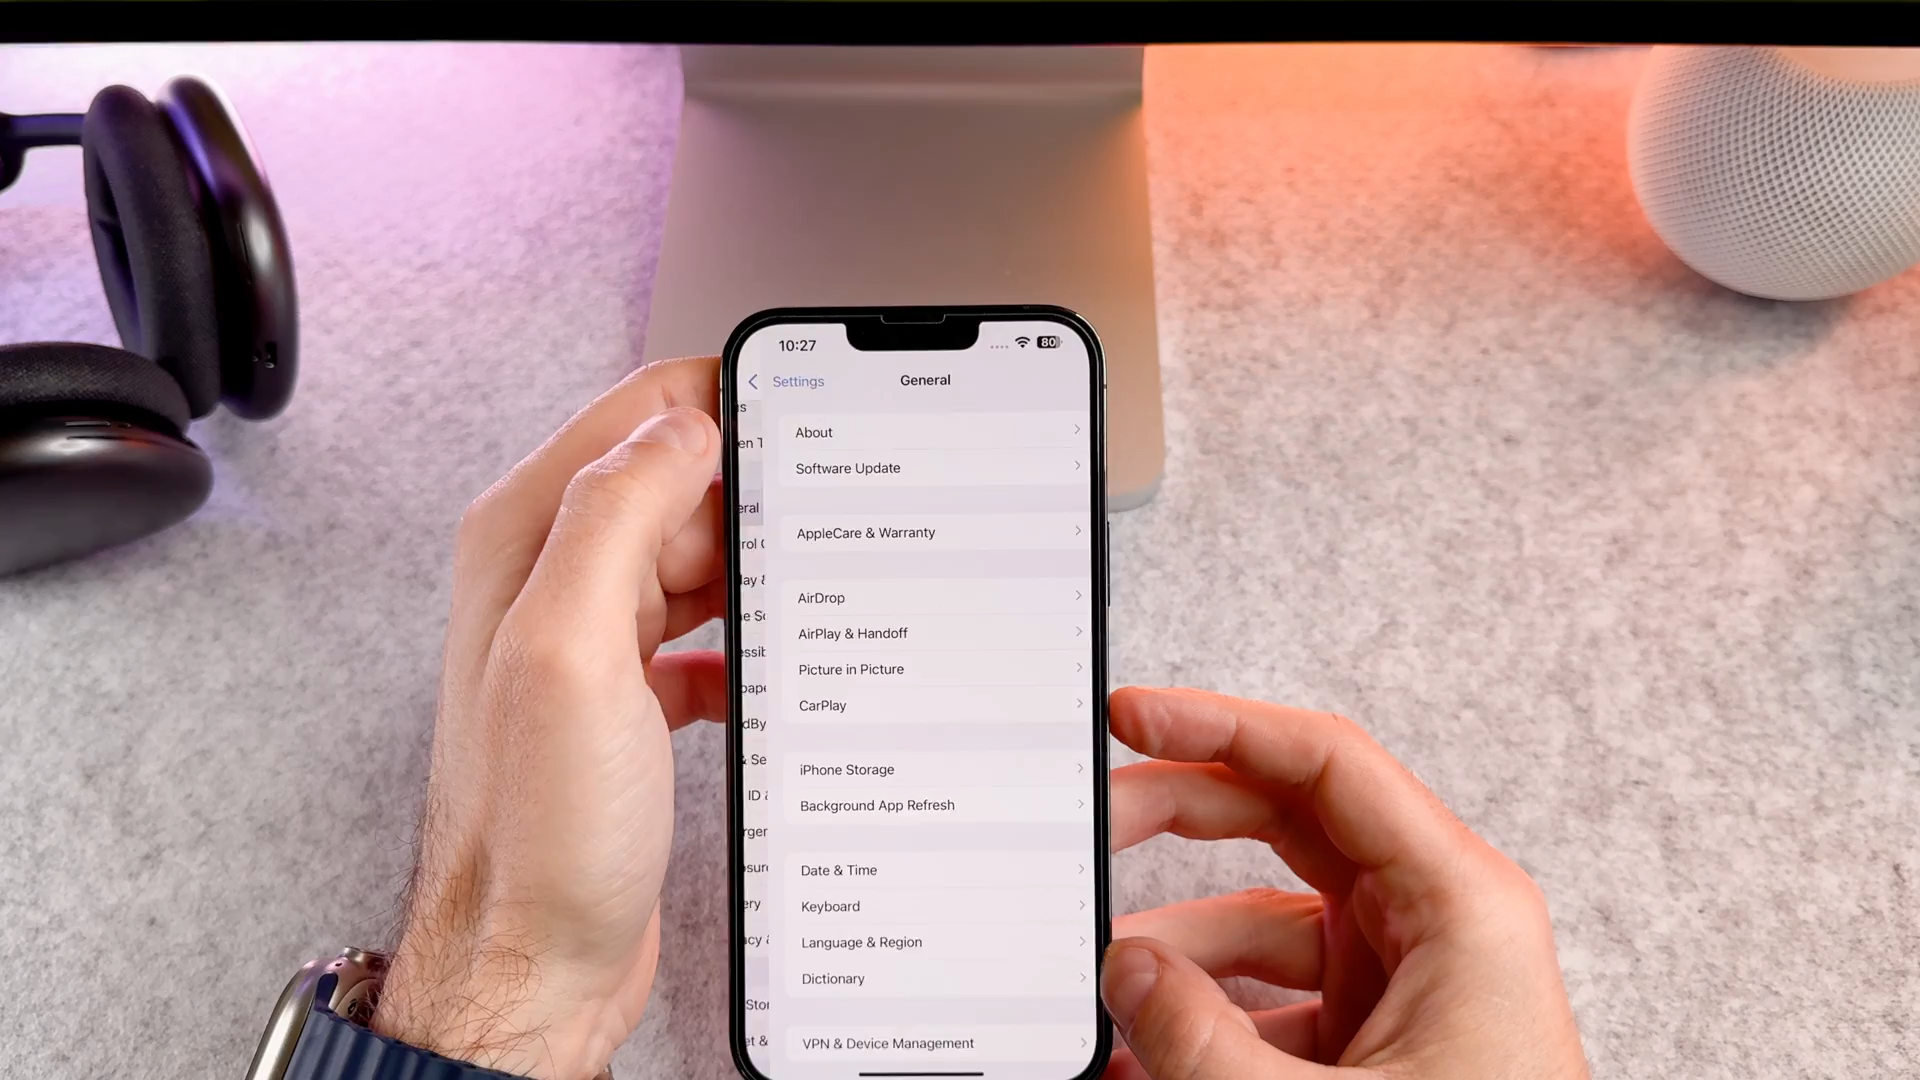 10:27
80
Settings
General
About
Software Update
AppleCare & Warranty
AirDrop
AirPlay & Handoff
Picture in Picture
CarPlay
iPhone Storage
Background App Refresh
Date & Time
Keyboard
Language & Region
Dictionary
VPN & Device Management